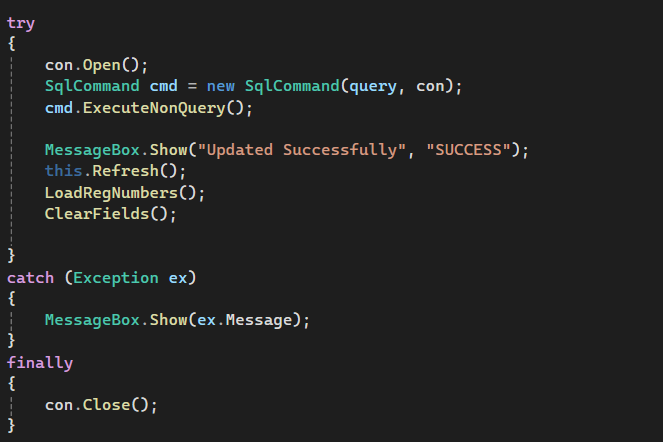 try
{
    con.Open();
    SqlCommand cmd = new SqlCommand(query, con);
    cmd.ExecuteNonQuery();

    MessageBox.Show("Updated Successfully", "SUCCESS");
    this.Refresh();
    LoadRegNumbers();
    ClearFields();

}
catch (Exception ex)
{
    MessageBox.Show(ex.Message);
}
finally
{
    con.Close();
}